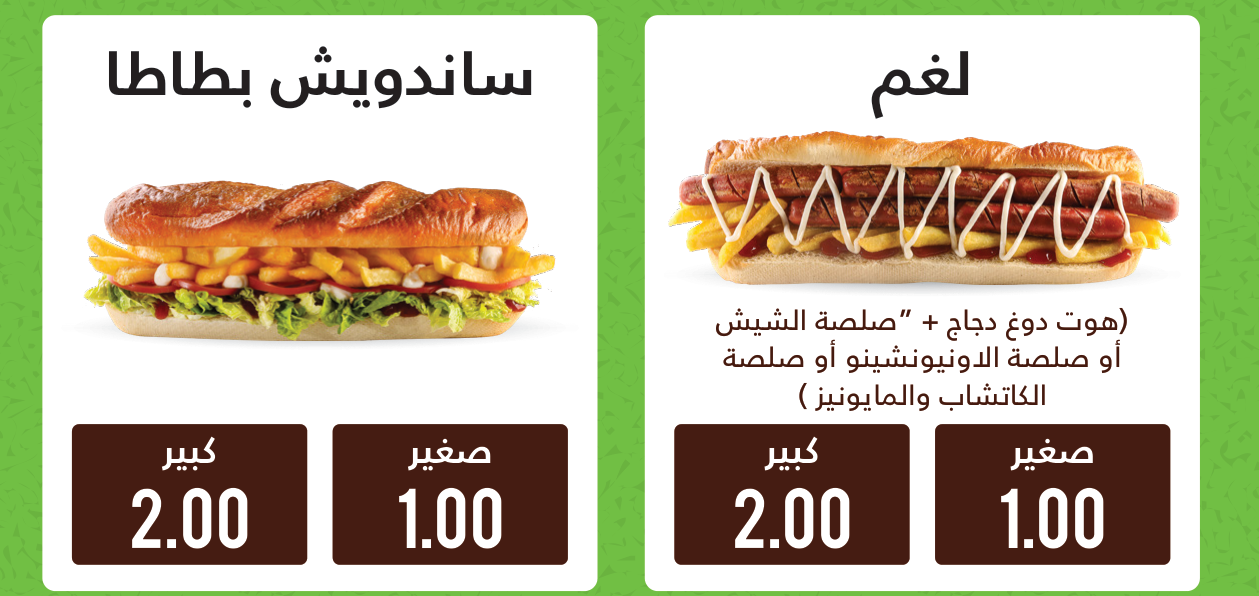 لغم
(هوت دوغ دجاج + ”صلصة الشيش
أو صلصة الاونيونشينو أو صلصة
الكاتشاب والمايونيز )
صغير
1.00
كبير
2.00
ساندويش بطاطا
صغير
1.00
كبير
2.00